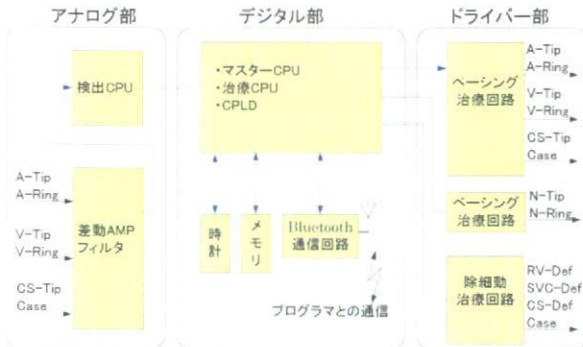 アナログ部
デジタル部
ドライバー部
検出CPU
・マスターCPU
・治療CPU
・CPLD
ペーシング
治療回路
A-Tip
A-Ring
V-Tip
V-Ring
CS-Tip
Case
A-Tip
A-Ring
V-Tip
V-Ring
CS-Tip
Case
差動AMP
フィルタ
時計
メモリ
Bluetooth
通信回路
プログラマとの通信
ペーシング
治療回路
N-Tip
N-Ring
除細動
治療回路
RV-Def
SVC-Def
CS-Def
Case